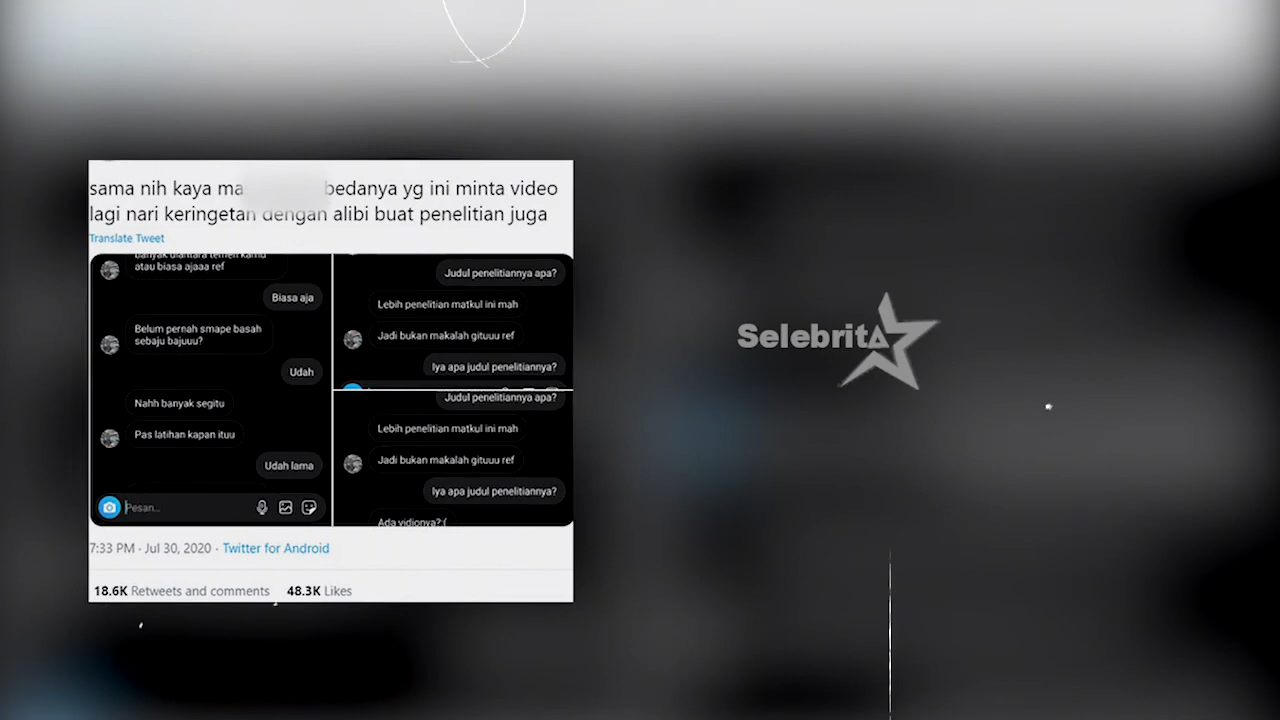 sama nih kaya ma bedanya yg ini minta video
lagi nari keringetan dengan alibi buat penelitian juga
Translate Tweet
banyak diantara temen kamu
atau biasa ajaaa ref
Biasa aja
Belum pernah smape basah
sebaju bajuuu?
Udah
Nahh banyak segitu
Pas latihan kapan ituu
Udah lama
Pesan...
Judul penelitiannya apa?
Lebih penelitian matkul ini mah
Jadi bukan makalah gituuu ref
Iya apa judul penelitiannya?
Judul penelitiannya apa?
Lebih penelitian matkul ini mah
Jadi bukan makalah gituuu ref
Iya apa judul penelitiannya?
Ada vidionya?:(
7:33 PM · Jul 30, 2020 · Twitter for Android
18.6K Retweets and comments 48.3K Likes
Selebrita